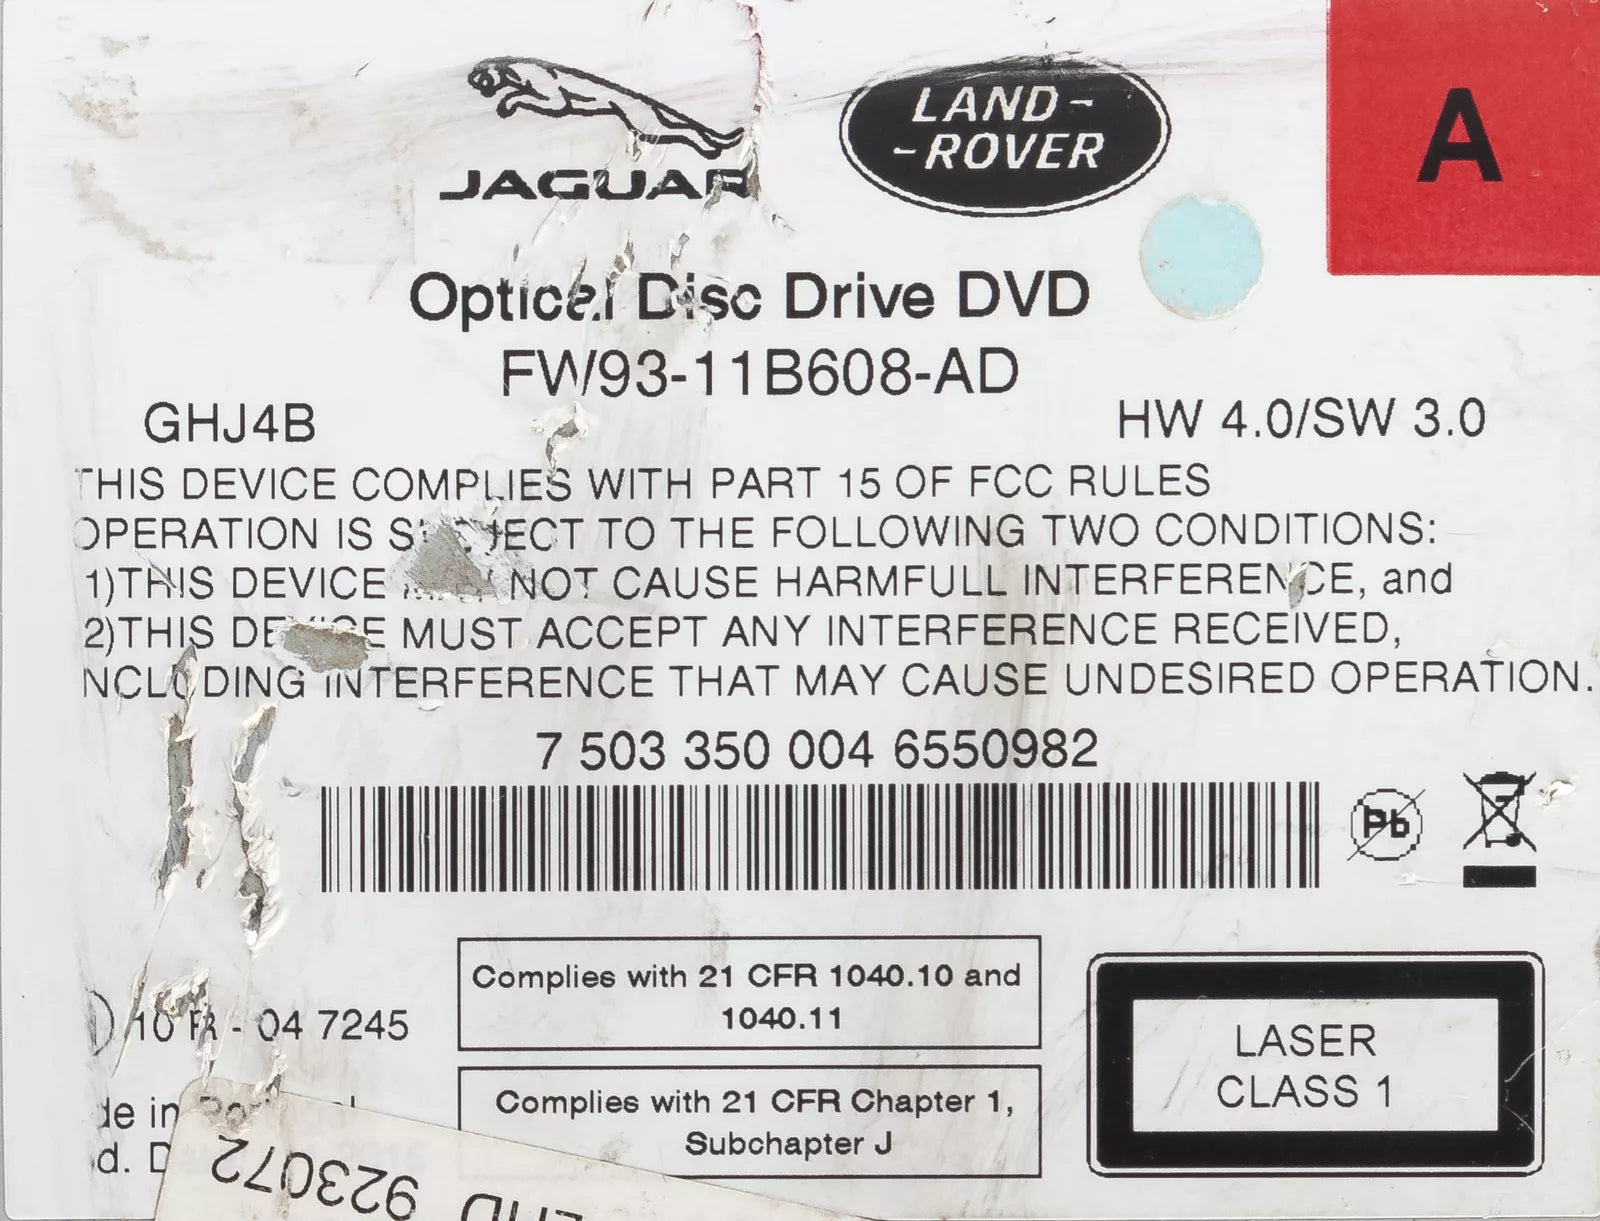 JAGUAR
LAND-
-ROVER
A
Optical Disc Drive DVD
FW93-11B608-AD
GHJ4B
HW 4.0/SW 3.0
THIS DEVICE COMPLIES WITH PART 15 OF FCC RULES
OPERATION IS SUBJECT TO THE FOLLOWING TWO CONDITIONS:
1)THIS DEVICE NOT CAUSE HARMFULL INTERFERENCE, and
2)THIS DEVICE MUST ACCEPT ANY INTERFERENCE RECEIVED,
INCLUDING INTERFERENCE THAT MAY CAUSE UNDESIRED OPERATION.
7 503 350 004 6550982
Pb
Complies with 21 CFR 1040.10 and
1040.11
10 R - 04 7245
LASER
CLASS 1
Complies with 21 CFR Chapter 1,
Subchapter J
de in
d.
923072